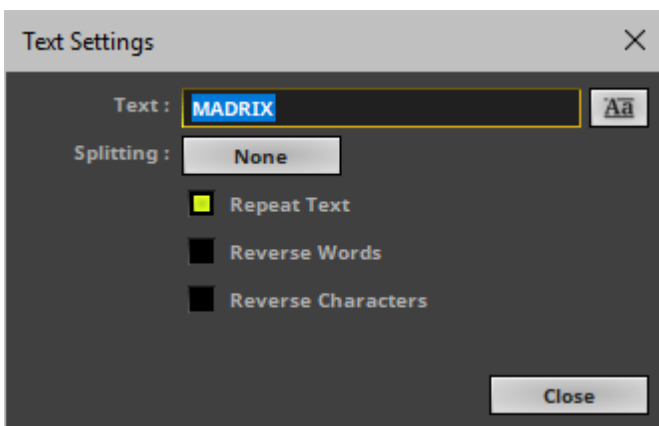 Text Settings
Text : MADRIX Aa
Splitting : None
Repeat Text
Reverse Words
Reverse Characters
Close